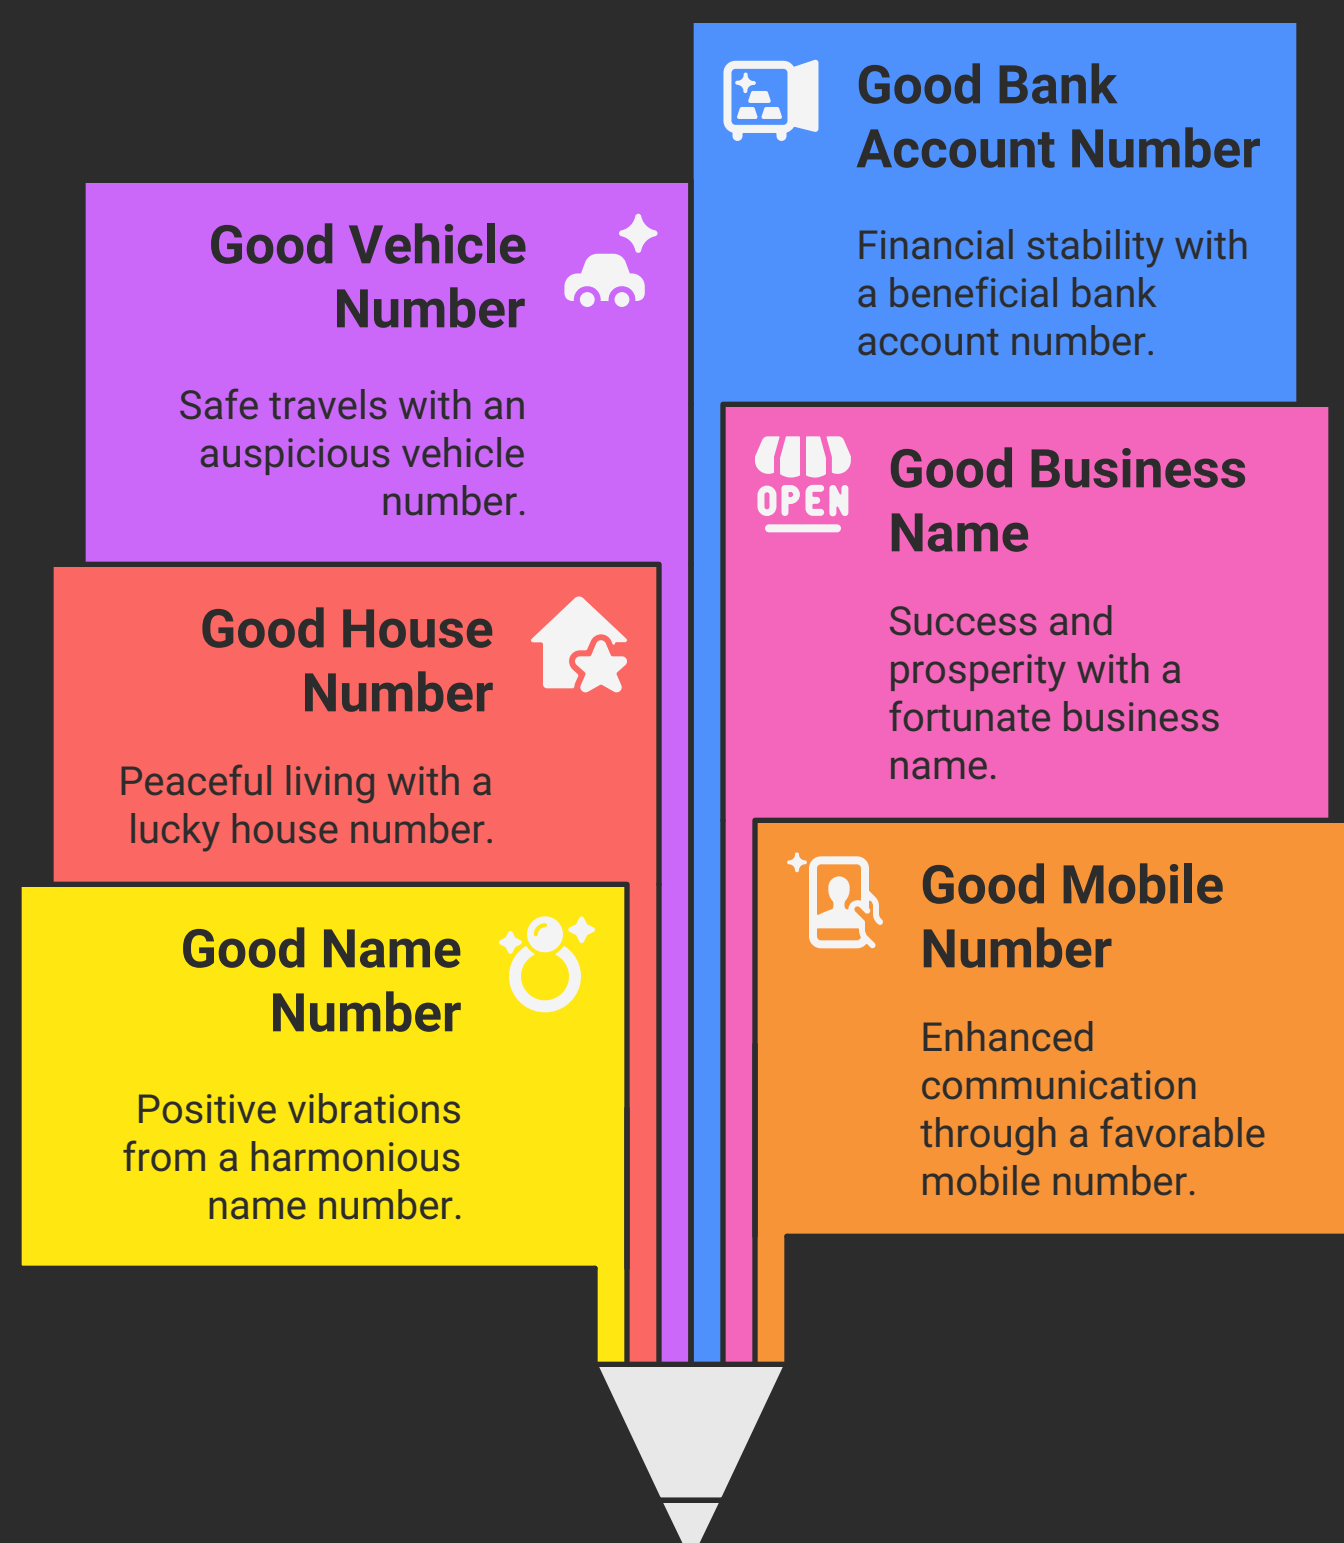 Good Bank
Account Number
Financial stability with
a beneficial bank
account number.
Good Vehicle
Number
Safe travels with an
auspicious vehicle
number.
OPEN
Good Business
Name
Success and
prosperity with a
fortunate business
name.
Good House
Number
Peaceful living with a
lucky house number.
Good Mobile
Number
Enhanced
communication
through a favorable
mobile number.
Good Name
Number
Positive vibrations
from a harmonious
name number.